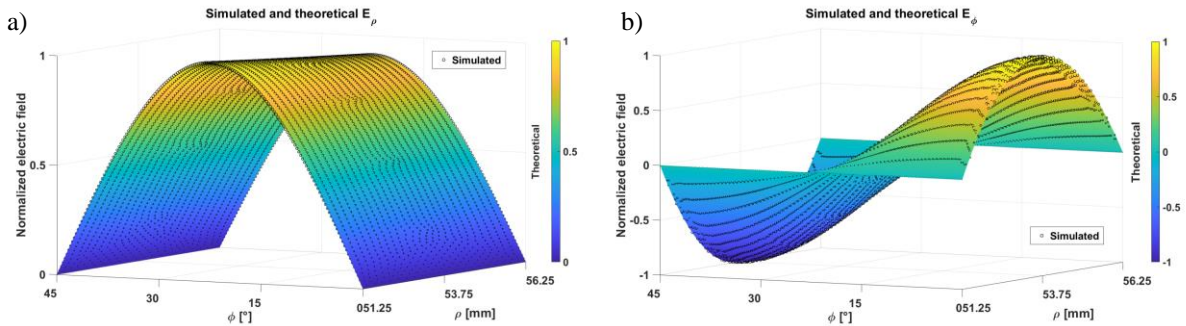 a)
Simulated and theoretical E_ρ
Normalized electric field
1
0.5
0
45
30
15
051.25
53.75
56.25
ϕ [°]
ρ [mm]
Simulated
1
0.5
0
Theoretical
b)
Simulated and theoretical E_ϕ
Normalized electric field
1
0.5
0
-0.5
-1
45
30
15
051.25
53.75
56.25
ϕ [°]
ρ [mm]
Simulated
1
0.5
0
-0.5
-1
Theoretical